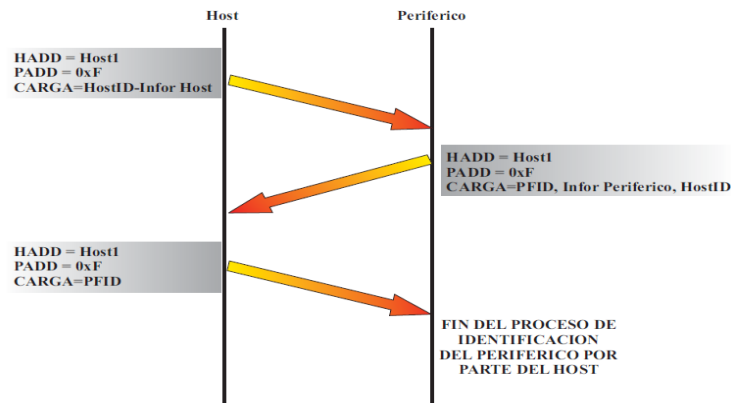 Host
Periferico
HADD = Host1
PADD = 0xF
CARGA=HostID-Infor Host
HADD = Host1
PADD = 0xF
CARGA=PFID, Infor Periferico, HostID
HADD = Host1
PADD = 0xF
CARGA=PFID
FIN DEL PROCESO DE
IDENTIFICACION
DEL PERIFERICO POR
PARTE DEL HOST